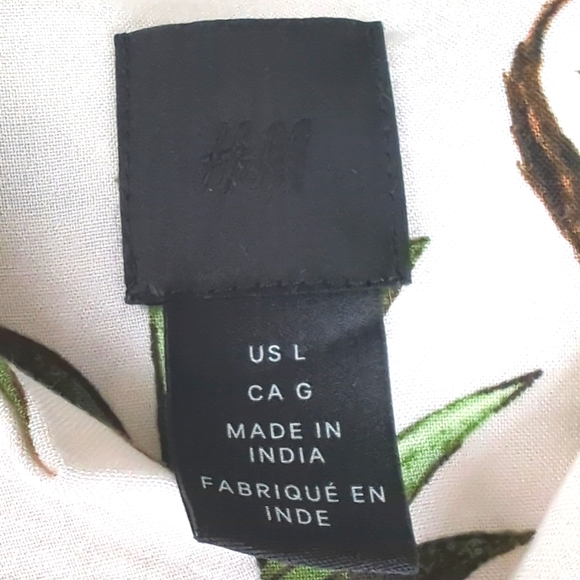 H&M
US L
CA G
MADE IN
INDIA
FABRIQUÉ EN
INDE